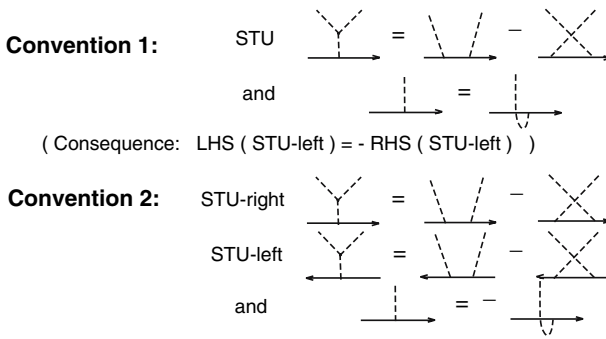 Convention 1: STU = −
and =
( Consequence: LHS ( STU-left ) = - RHS ( STU-left ) )
Convention 2: STU-right = −
STU-left = −
and = −